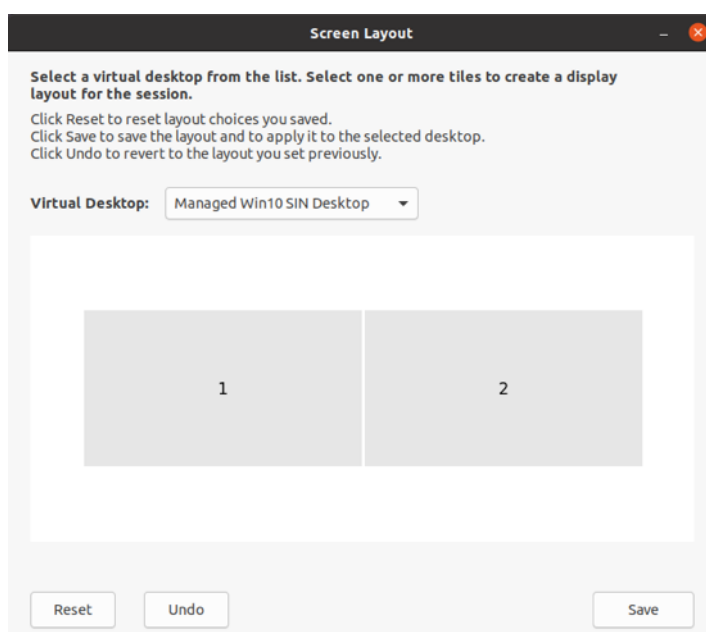 Screen Layout
Select a virtual desktop from the list. Select one or more tiles to create a display
layout for the session.
Click Reset to reset layout choices you saved.
Click Save to save the layout and to apply it to the selected desktop.
Click Undo to revert to the layout you set previously.
Virtual Desktop: Managed Win10 SIN Desktop
1 2
Reset Undo Save